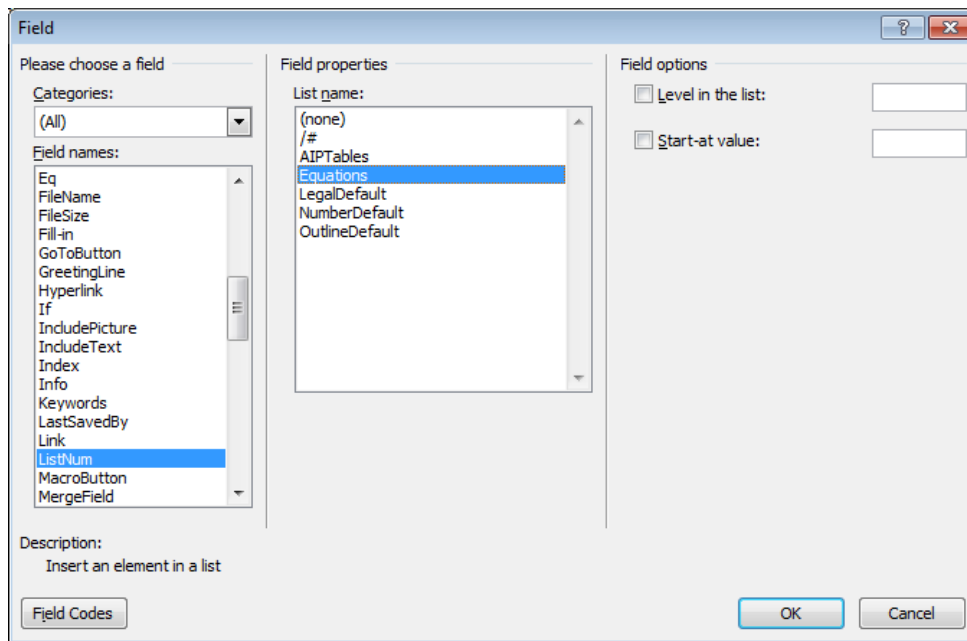 Field
Please choose a field
Categories:
(All)
Field names:
Eq
FileName
FileSize
Fill-in
GoToButton
GreetingLine
Hyperlink
If
IncludePicture
IncludeText
Index
Info
Keywords
LastSavedBy
Link
ListNum
MacroButton
MergeField
Field properties
List name:
(none)
/#
AIPTables
Equations
LegalDefault
NumberDefault
OutlineDefault
Field options
Level in the list:
Start-at value:
Description:
Insert an element in a list
Field Codes
OK
Cancel